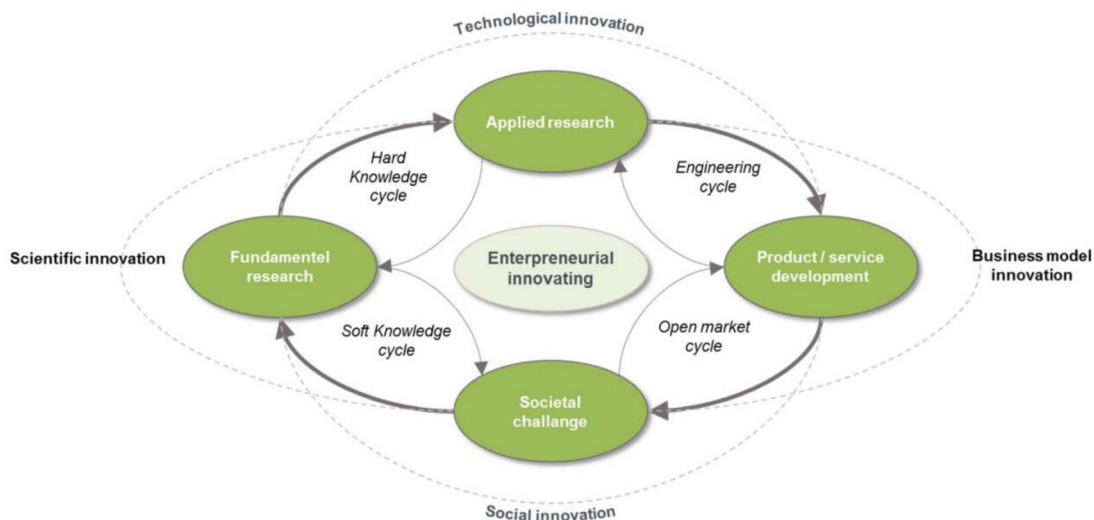 Technological innovation
Applied research
Hard
Knowledge
cycle
Engineering
cycle
Scientific innovation
Fundamentel
research
Enterpreneurial
innovating
Product / service
development
Business model
innovation
Soft Knowledge
cycle
Open market
cycle
Societal
challange
Social innovation